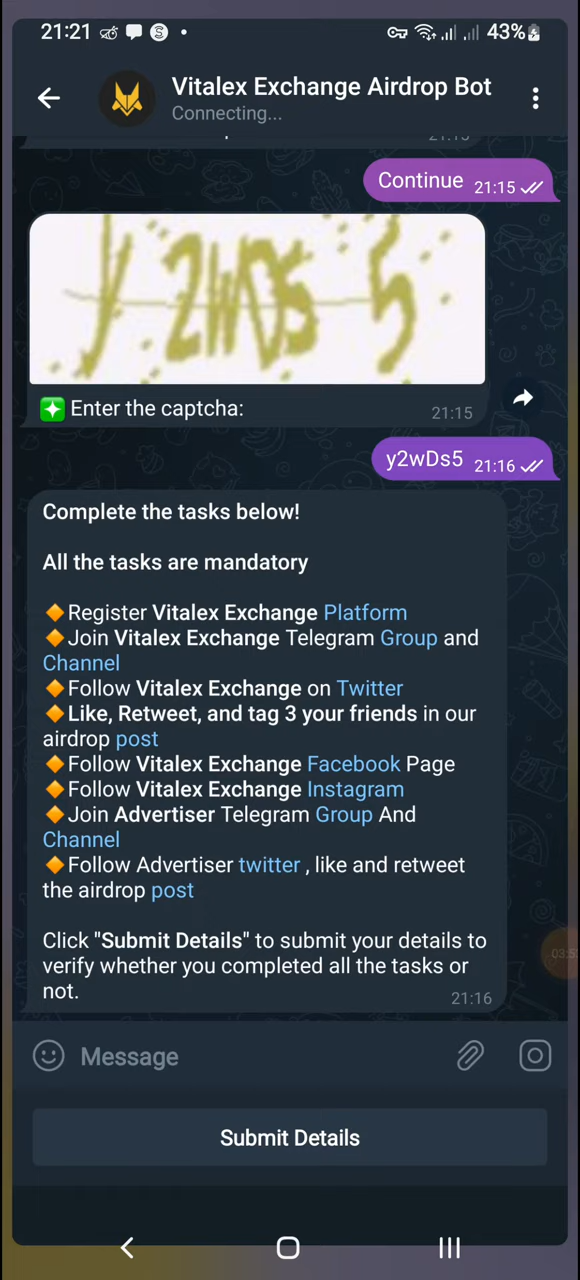 21:21 43%
Vitalex Exchange Airdrop Bot
Connecting...
Continue 21:15
y 2wDs 5
Enter the captcha:
21:15
y2wDs5 21:16
Complete the tasks below!
All the tasks are mandatory
🔶Register Vitalex Exchange Platform
🔶Join Vitalex Exchange Telegram Group and
Channel
🔶Follow Vitalex Exchange on Twitter
🔶Like, Retweet, and tag 3 your friends in our
airdrop post
🔶Follow Vitalex Exchange Facebook Page
🔶Follow Vitalex Exchange Instagram
🔶Join Advertiser Telegram Group And
Channel
🔶Follow Advertiser twitter , like and retweet
the airdrop post
Click "Submit Details" to submit your details to
verify whether you completed all the tasks or
not.
21:16
Message
Submit Details